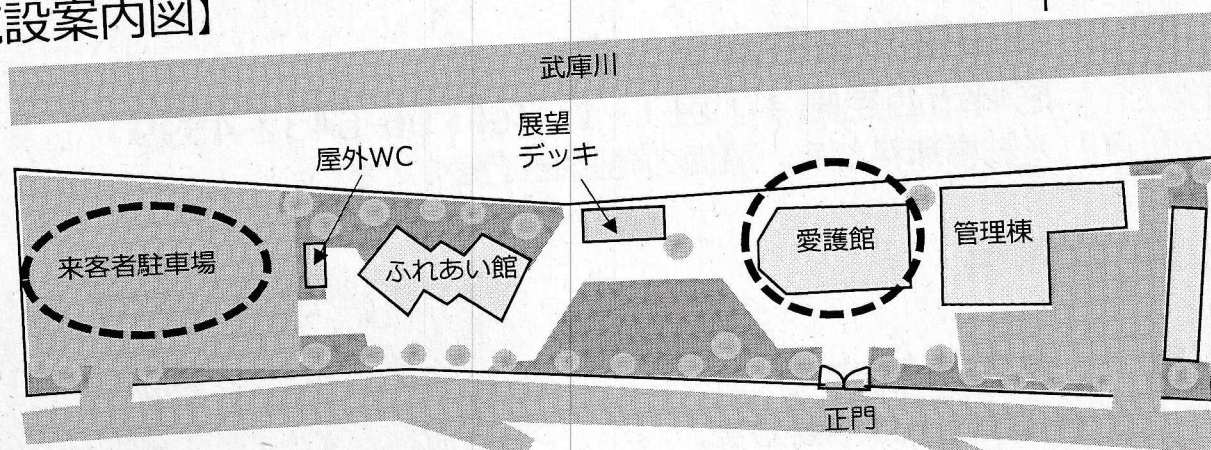 設案内図】
武庫川
展望
デッキ
屋外WC
来客者駐車場
ふれあい館
愛護館
管理棟
正門